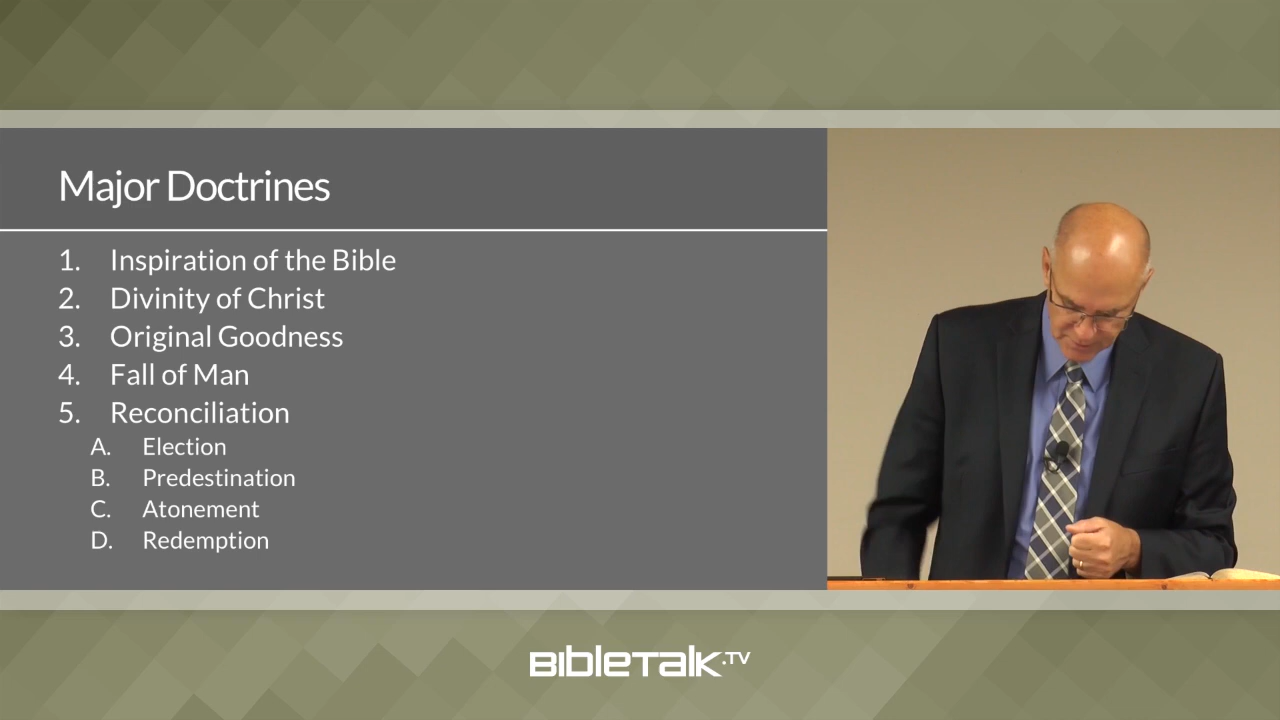 Major Doctrines
1. Inspiration of the Bible
2. Divinity of Christ
3. Original Goodness
4. Fall of Man
5. Reconciliation
A. Election
B. Predestination
C. Atonement
D. Redemption
BibleTalk.TV